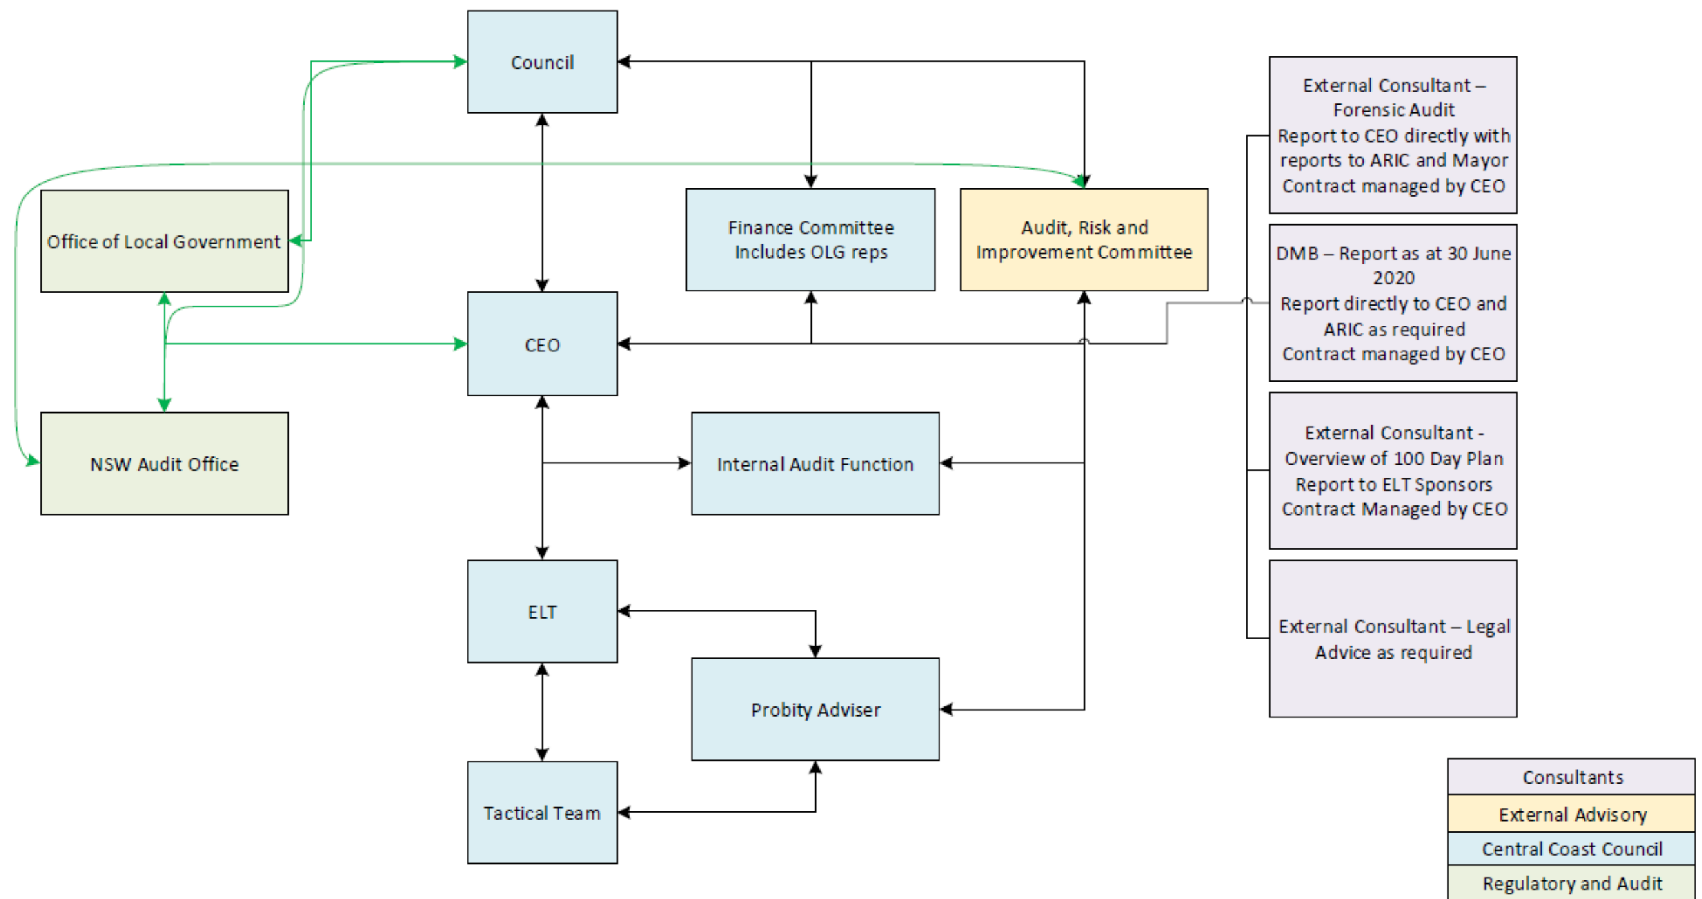 Council
External Consultant –
Forensic Audit
Report to CEO directly with
reports to ARIC and Mayor
Contract managed by CEO
Office of Local Government
Finance Committee
Includes OLG reps
Audit, Risk and
Improvement Committee
DMB – Report as at 30 June
2020
Report directly to CEO and
ARIC as required
Contract managed by CEO
CEO
NSW Audit Office
Internal Audit Function
External Consultant -
Overview of 100 Day Plan
Report to ELT Sponsors
Contract Managed by CEO
ELT
External Consultant – Legal
Advice as required
Probity Adviser
Tactical Team
Consultants
External Advisory
Central Coast Council
Regulatory and Audit